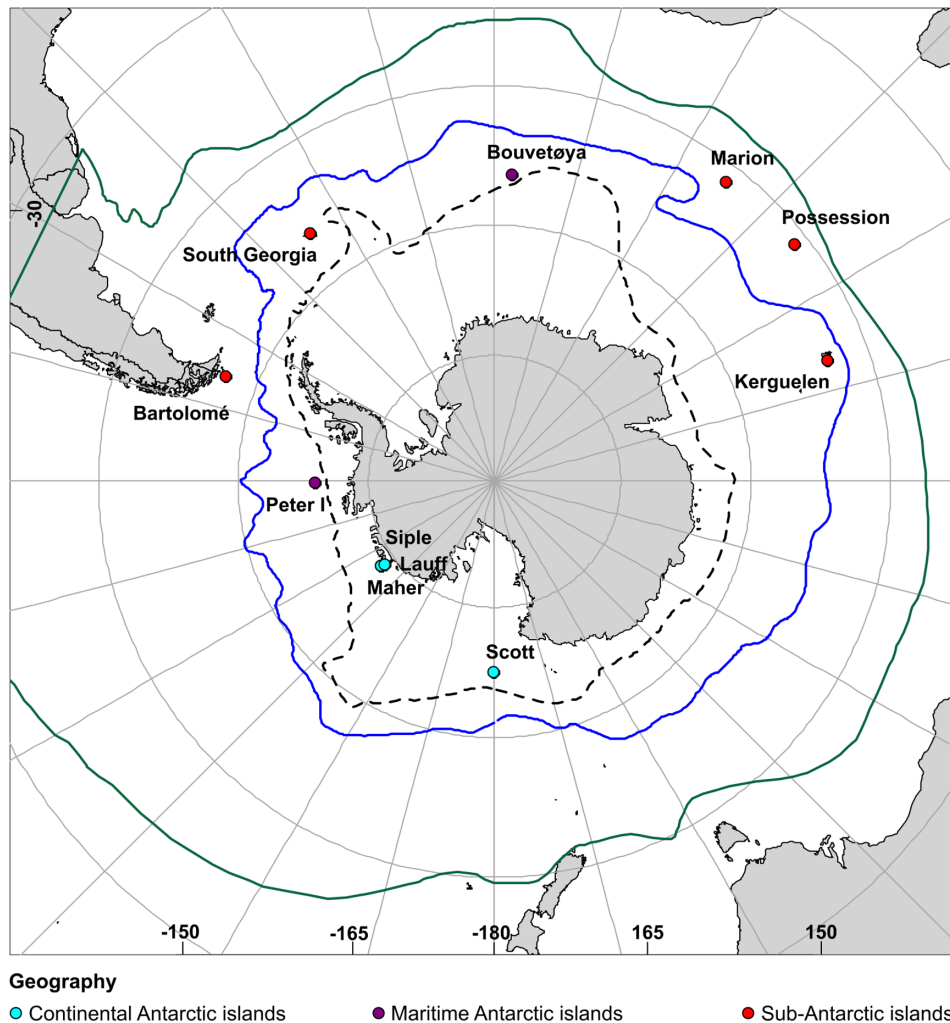 Bouvetøya
Marion
Possession
-30
South Georgia
Kerguelen
Bartolomé
Peter I
Siple
Lauff
Maher
Scott
-150
-165
-180
165
150
Geography
Continental Antarctic islands
Maritime Antarctic islands
Sub-Antarctic islands